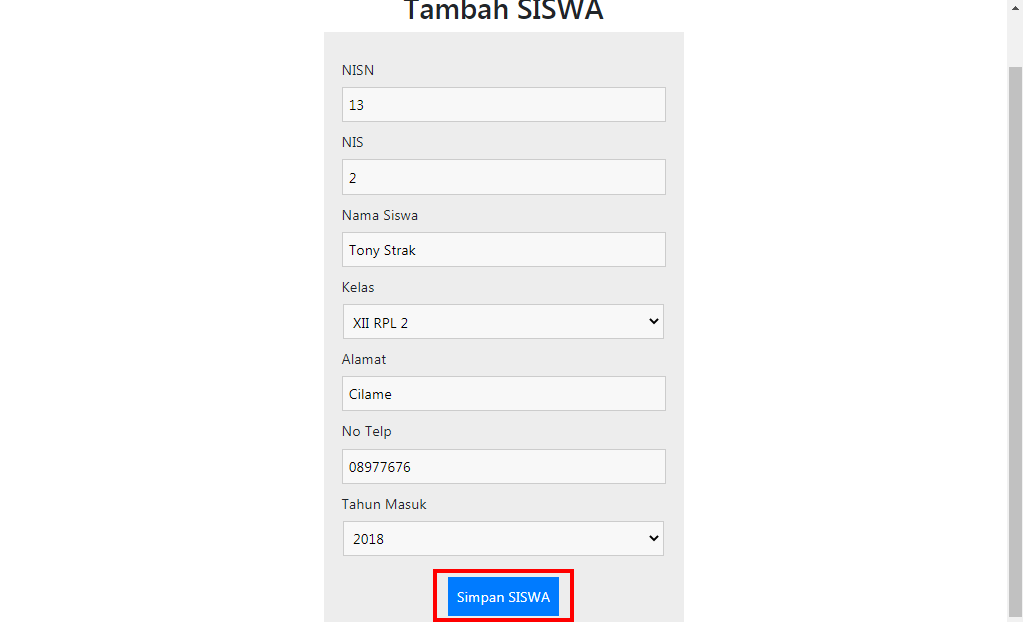 Tambah SISWA
NISN
13
NIS
2
Nama Siswa
Tony Strak
Kelas
XII RPL 2
Alamat
Cilame
No Telp
08977676
Tahun Masuk
2018
Simpan SISWA